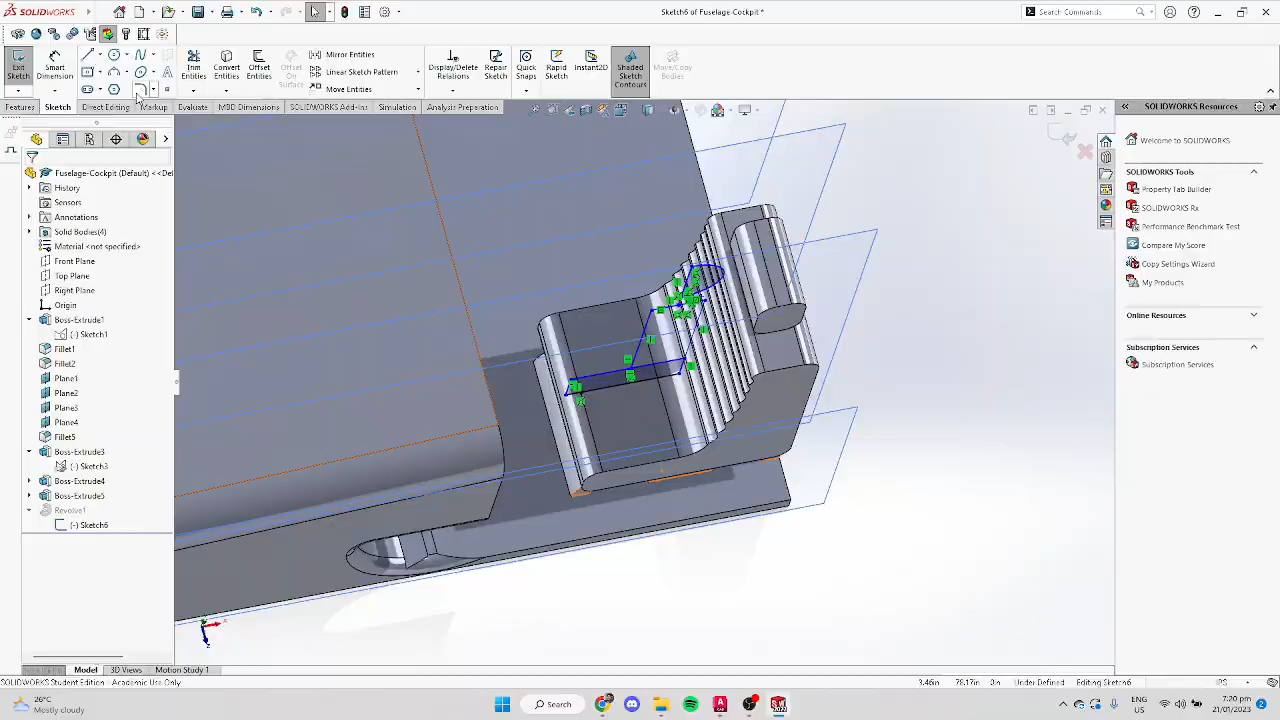 SOLIDWORKS
Sketch6 of Fuselage-Cockpit *
Search Commands
Exit Sketch
Smart Dimension
Trim Entities
Convert Entities
Offset Entities
Offset On Surface
Mirror Entities
Linear Sketch Pattern
Move Entities
Display/Delete Relations
Repair Sketch
Quick Snaps
Rapid Sketch
Instant2D
Shaded Sketch Contours
Move/Copy Bodies
Features
Sketch
Direct Editing
Markup
Evaluate
MBD Dimensions
SOLIDWORKS Add-Ins
Simulation
Analysis Preparation
Fuselage-Cockpit (Default) <<Def
History
Sensors
Annotations
Solid Bodies(4)
Material <not specified>
Front Plane
Top Plane
Right Plane
Origin
Boss-Extrude1
(-) Sketch1
Fillet1
Fillet2
Plane1
Plane2
Plane3
Plane4
Fillet5
Boss-Extrude3
(-) Sketch3
Boss-Extrude4
Boss-Extrude5
Revolve1
(-) Sketch6
SOLIDWORKS Resources
Welcome to SOLIDWORKS
SOLIDWORKS Tools
Property Tab Builder
SOLIDWORKS Rx
Performance Benchmark Test
Compare My Score
Copy Settings Wizard
My Products
Online Resources
Subscription Services
Subscription Services
Model
3D Views
Motion Study 1
SOLIDWORKS Student Edition - Academic Use Only
3.46in
78.17in
0in
Under Defined
Editing Sketch6
IPS
26°C
Mostly cloudy
Search
ENG
US
7:20 pm
21/01/2023